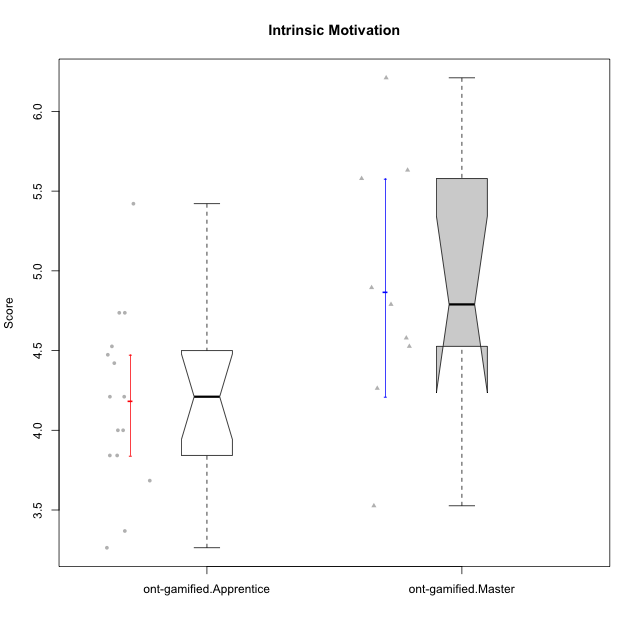 Intrinsic Motivation
Score
6.0
5.5
5.0
4.5
4.0
3.5
ont-gamified.Apprentice
ont-gamified.Master